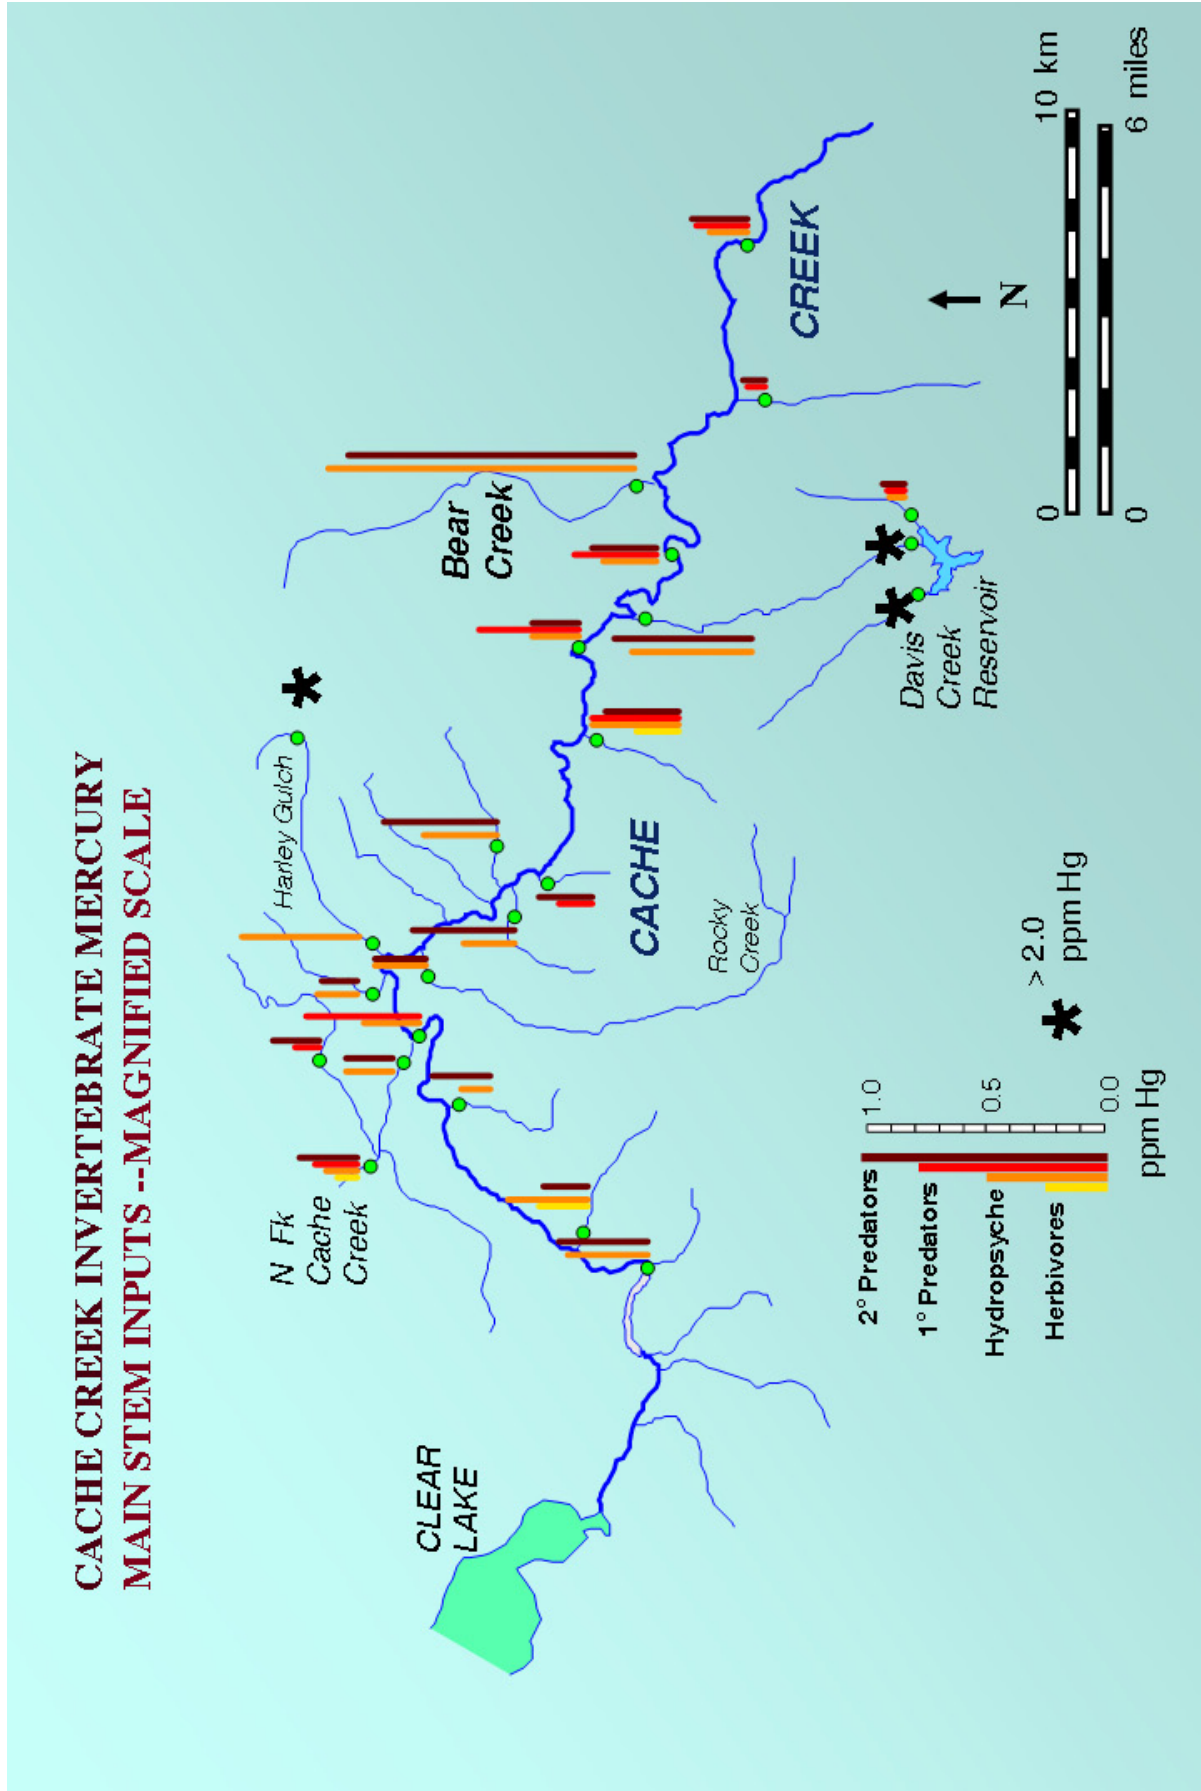 CACHE CREEK INVERTEBRATE MERCURY
MAIN STEM INPUTS --MAGNIFIED SCALE
Harley Gulch
N Fk
Cache
Creek
Bear
Creek
CLEAR
LAKE
CACHE
CREEK
Rocky
Creek
Davis
Creek
Reservoir
N
2° Predators
1° Predators
Hydropsyche
Herbivores
1.0
0.5
0.0
ppm Hg
> 2.0
ppm Hg
0
10 km
0
6 miles